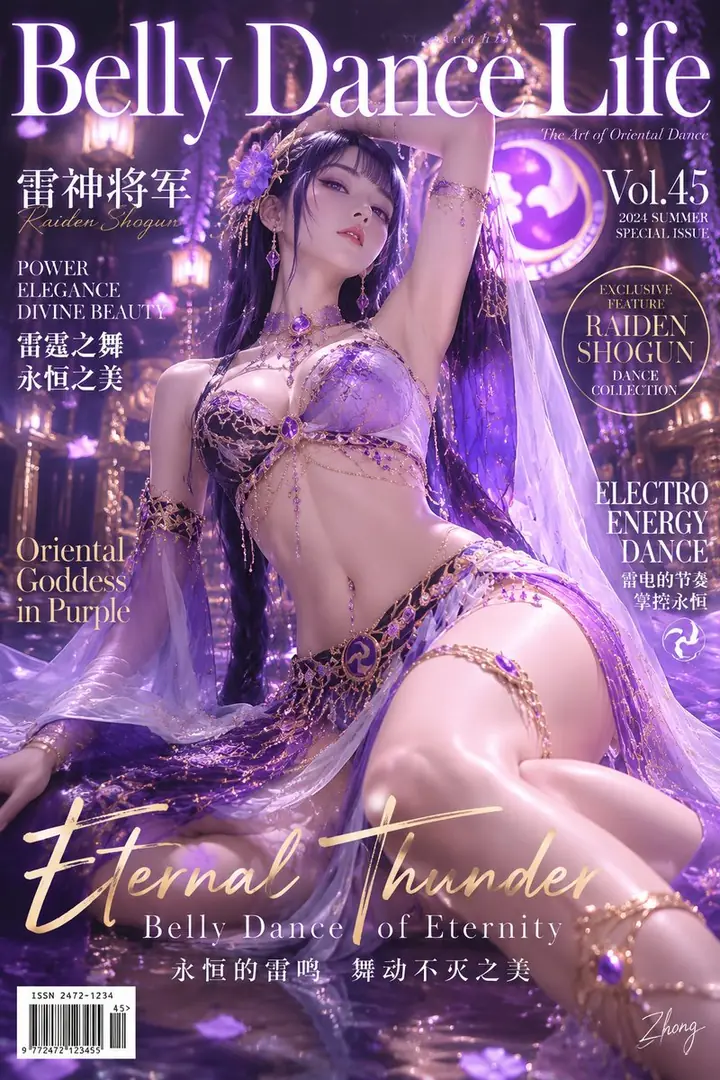 Belly Dance Life
The Art of Oriental Dance
雷神将军
Raiden Shogun
POWER
ELEGANCE
DIVINE BEAUTY
雷霆之舞
永恒之美
Vol.45
2024 SUMMER
SPECIAL ISSUE
EXCLUSIVE
FEATURE
RAIDEN
SHOGUN
DANCE
COLLECTION
Oriental
Goddess
in Purple
ELECTRO
ENERGY
DANCE
雷电的节奏
掌控永恒
Eternal Thunder
Belly Dance of Eternity
永恒的雷鸣 舞动不灭之美
ISSN 2472-1234
45>
9 772472 123455
Zhong